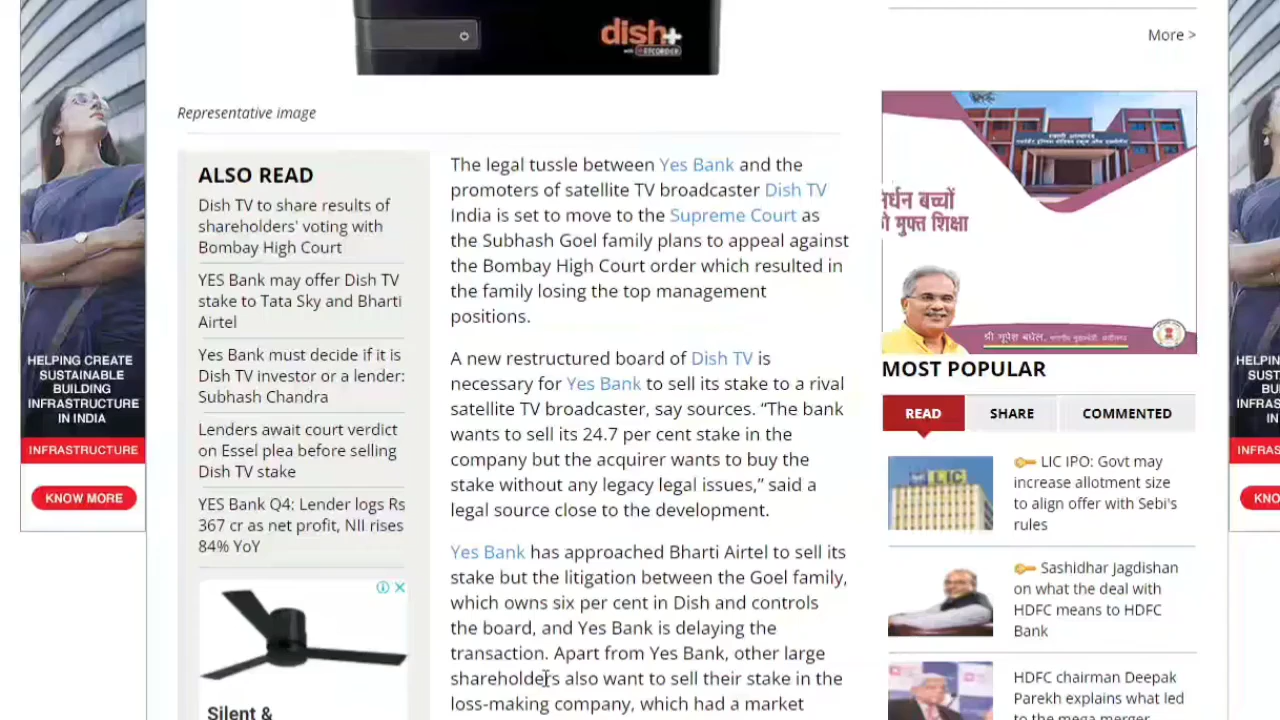 dish+
More >
Representative image
ALSO READ
Dish TV to share results of
shareholders' voting with
Bombay High Court
YES Bank may offer Dish TV
stake to Tata Sky and Bharti
Airtel
Yes Bank must decide if it is
Dish TV investor or a lender:
Subhash Chandra
Lenders await court verdict
on Essel plea before selling
Dish TV stake
YES Bank Q4: Lender logs Rs
367 cr as net profit, NII rises
84% YoY
Silent &
The legal tussle between Yes Bank and the
promoters of satellite TV broadcaster Dish TV
India is set to move to the Supreme Court as
the Subhash Goel family plans to appeal against
the Bombay High Court order which resulted in
the family losing the top management
positions.
A new restructured board of Dish TV is
necessary for Yes Bank to sell its stake to a rival
satellite TV broadcaster, say sources. “The bank
wants to sell its 24.7 per cent stake in the
company but the acquirer wants to buy the
stake without any legacy legal issues,” said a
legal source close to the development.
Yes Bank has approached Bharti Airtel to sell its
stake but the litigation between the Goel family,
which owns six per cent in Dish and controls
the board, and Yes Bank is delaying the
transaction. Apart from Yes Bank, other large
shareholders also want to sell their stake in the
loss-making company, which had a market
निर्धन बच्चों
को मुफ्त शिक्षा
श्री भूपेश बघेल,
MOST POPULAR
READ
SHARE
COMMENTED
LIC
LIC IPO: Govt may
increase allotment size
to align offer with Sebi's
rules
Sashidhar Jagdishan
on what the deal with
HDFC means to HDFC
Bank
HDFC chairman Deepak
Parekh explains what led
to the mega merger
HELPING CREATE
SUSTAINABLE
BUILDING
INFRASTRUCTURE
IN INDIA
INFRASTRUCTURE
KNOW MORE
HELPIN
SUST
BU
INFRAS
IN
INFRAS
KNO